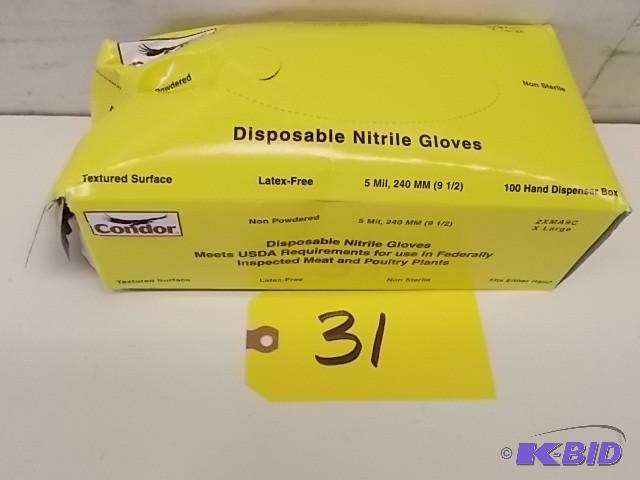 X Large
Powdered
Non Sterile
Disposable Nitrile Gloves
Textured Surface Latex-Free 5 Mil, 240 MM (9 1/2) 100 Hand Dispenser Box
Condor Non Powdered 5 Mil, 240 MM (9 1/2) 2XMA9C
X Large
Disposable Nitrile Gloves
Meets USDA Requirements for use in Federally
Inspected Meat and Poultry Plants
Textured Surface Latex-Free Non Sterile Fits Either Hand
31
© K-BID